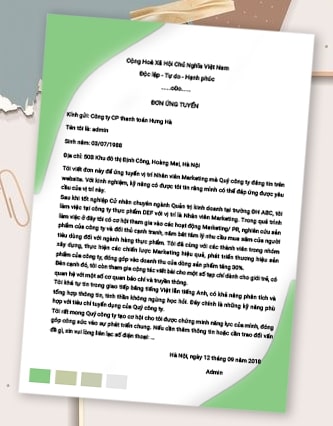 Cộng Hoà Xã Hội Chủ Nghĩa Việt Nam
Độc lập - Tự do - Hạnh phúc
......o0o......
ĐƠN ỨNG TUYỂN
Kính gửi: Công ty CP thanh toán Hưng Hà
Tên tôi là: admin
Sinh năm: 03/07/1988
Địa chỉ: 50B Khu đô thị Định Công, Hoàng Mai, Hà Nội
Tôi viết đơn này để ứng tuyển vị trí Nhân viên Marketing mà Quý công ty đăng tin trên
website. Với kinh nghiệm, kỹ năng có được tôi tin rằng mình có thể đáp ứng được yêu
cầu của vị trí này.
Sau khi tốt nghiệp Cử nhân chuyên ngành Quản trị kinh doanh tại trường ĐH ABC, tôi
làm việc tại công ty thực phẩm DEF với vị trí là Nhân viên Marketing. Trong quá trình
làm việc ở đây tôi có cơ hội tham gia vào các hoạt động Marketing/ PR, nghiên cứu sản
phẩm của công ty và đối thủ cạnh tranh, nắm bắt tâm lý nhu cầu mua sắm của người
tiêu dùng đối với ngành hàng thực phẩm. Tôi đã cùng với các thành viên trong nhóm
xây dựng, thực hiện các chiến lược Marketing hiệu quả, phát triển thương hiệu sản
phẩm của công ty, đóng góp vào doanh thu của dòng sản phẩm tăng 30%.
Bên cạnh đó, tôi còn tham gia cộng tác viết báo cho một số tạp chí dành cho giới trẻ, có
quan hệ với một số cơ quan báo chí và truyền thông.
Tôi khá tự tin trong giao tiếp bằng tiếng Việt lẫn tiếng Anh, có khả năng phân tích và
tổng hợp thông tin, tinh thần không ngừng học hỏi. Đây chính là những kỹ năng phù
hợp với tiêu chí tuyển dụng của Quý công ty.
Tôi rất mong Quý công ty tạo cơ hội cho tôi được chứng minh năng lực của mình, đóng
góp công sức vào sự phát triển chung. Nếu cần thêm thông tin hoặc cần trao đổi vấn
đề gì, xin vui lòng liên lạc số điện thoại: ...
Hà Nội, ngày 12 tháng 09 năm 2018
Admin